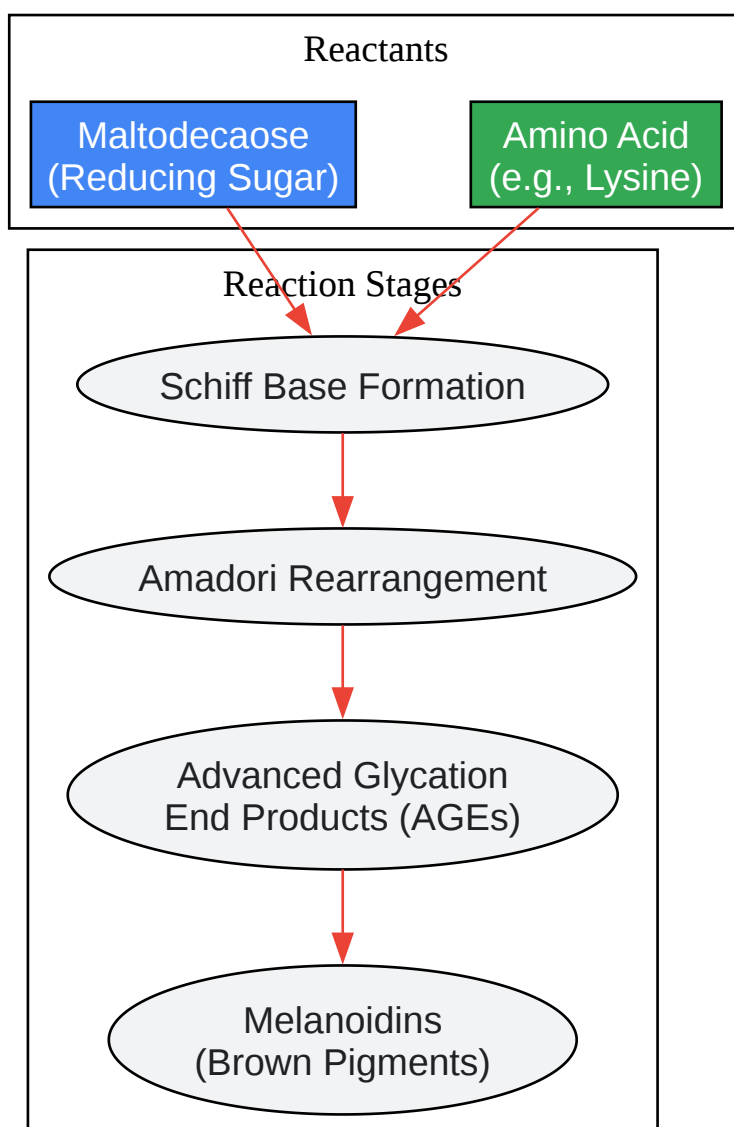 Reactants
Maltodecaose
(Reducing Sugar)
Amino Acid
(e.g., Lysine)
Reaction Stages
Schiff Base Formation
Amadori Rearrangement
Advanced Glycation
End Products (AGEs)
Melanoidins
(Brown Pigments)